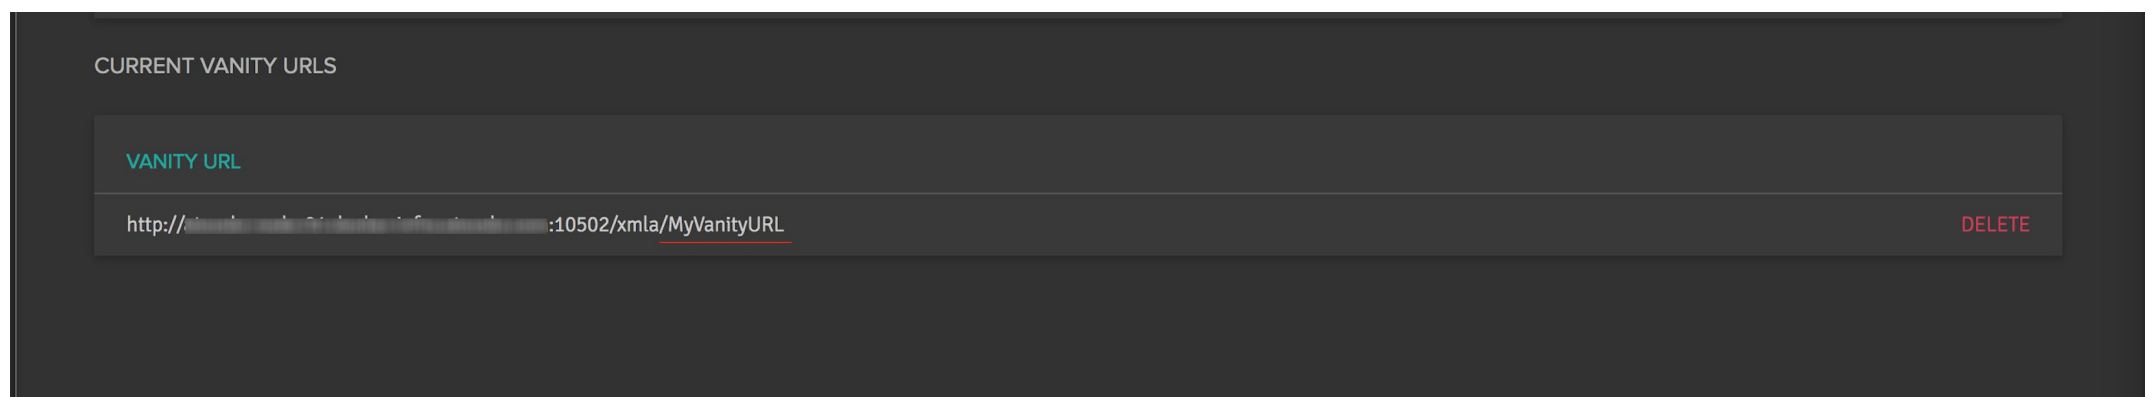 CURRENT VANITY URLS
VANITY URL
http:// :10502/xmla/MyVanityURL DELETE